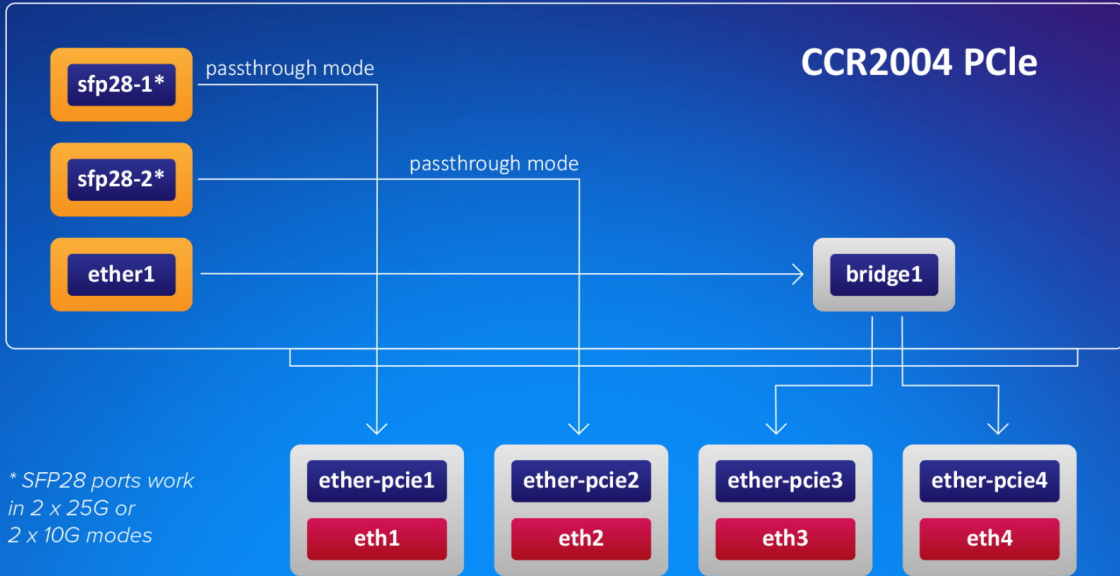 CCR2004 PCIe
sfp28-1*
passthrough mode
sfp28-2*
passthrough mode
ether1
bridge1
ether-pcie1
eth1
ether-pcie2
eth2
ether-pcie3
eth3
ether-pcie4
eth4
* SFP28 ports work
in 2 x 25G or
2 x 10G modes